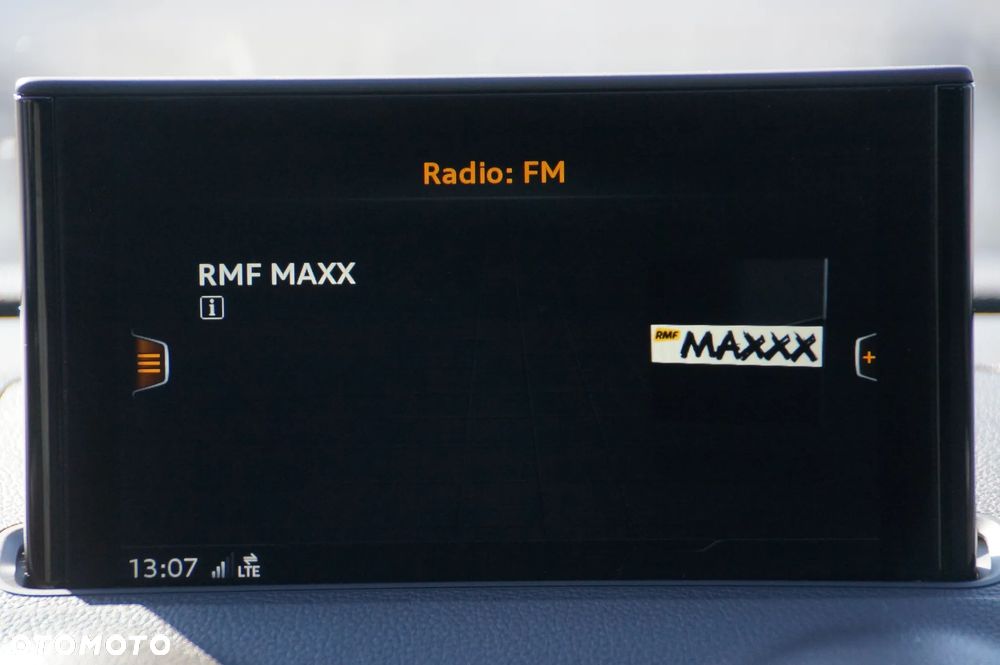 Radio: FM
RMF MAXX
i
RMF MAXXX
13:07 LTE
OTOMOTO